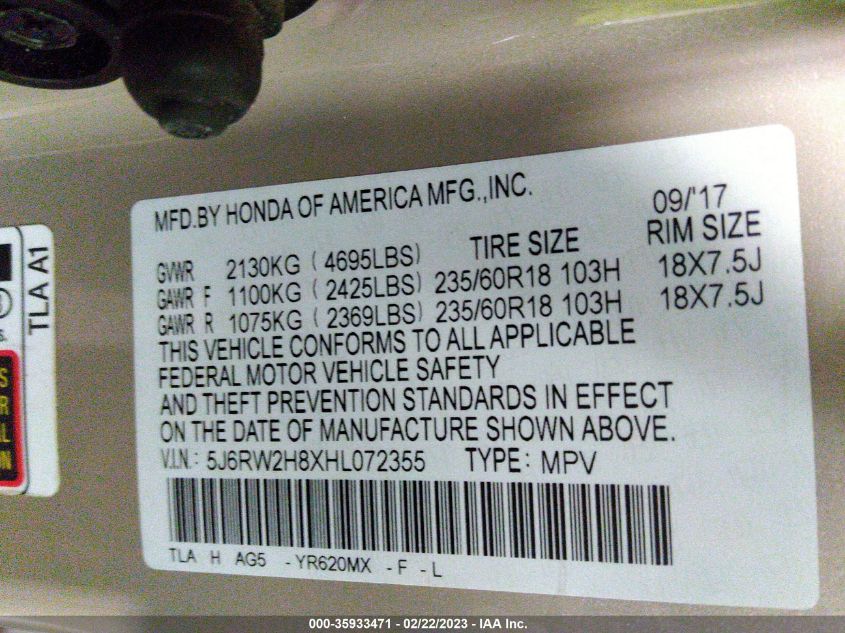 MFD.BY HONDA OF AMERICA MFG.,INC. 09/'17
GVWR 2130KG (4695LBS) TIRE SIZE RIM SIZE
GAWR F 1100KG (2425LBS) 235/60R18 103H 18X7.5J
GAWR R 1075KG (2369LBS) 235/60R18 103H 18X7.5J
THIS VEHICLE CONFORMS TO ALL APPLICABLE
FEDERAL MOTOR VEHICLE SAFETY
AND THEFT PREVENTION STANDARDS IN EFFECT
ON THE DATE OF MANUFACTURE SHOWN ABOVE.
V.I.N.: 5J6RW2H8XHL072355 TYPE: MPV
TLA H AG5 -YR620MX -F -L
TLA A1
000-35933471 - 02/22/2023 - IAA Inc.